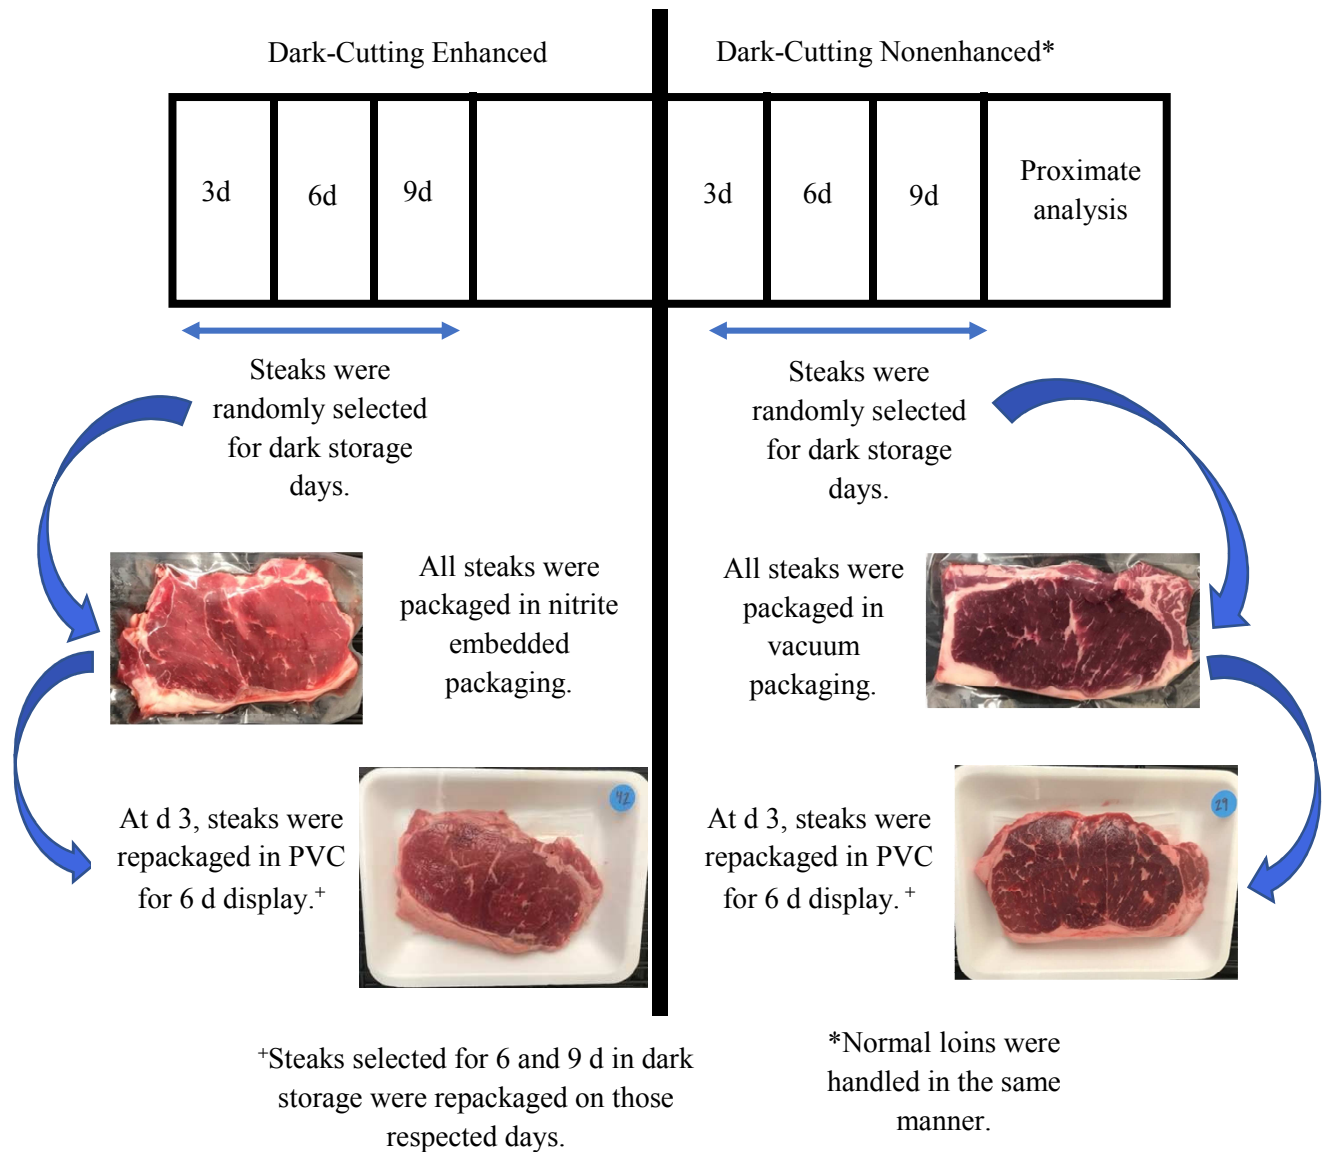 Dark-Cutting Enhanced
Dark-Cutting Nonenhanced*
3d
6d
9d
3d
6d
9d
Proximate
analysis
Steaks were
randomly selected
for dark storage
days.
Steaks were
randomly selected
for dark storage
days.
All steaks were
packaged in nitrite
embedded
packaging.
All steaks were
packaged in
vacuum
packaging.
At d 3, steaks were
repackaged in PVC
for 6 d display.⁺
42
At d 3, steaks were
repackaged in PVC
for 6 d display. ⁺
29
⁺Steaks selected for 6 and 9 d in dark
storage were repackaged on those
respected days.
*Normal loins were
handled in the same
manner.